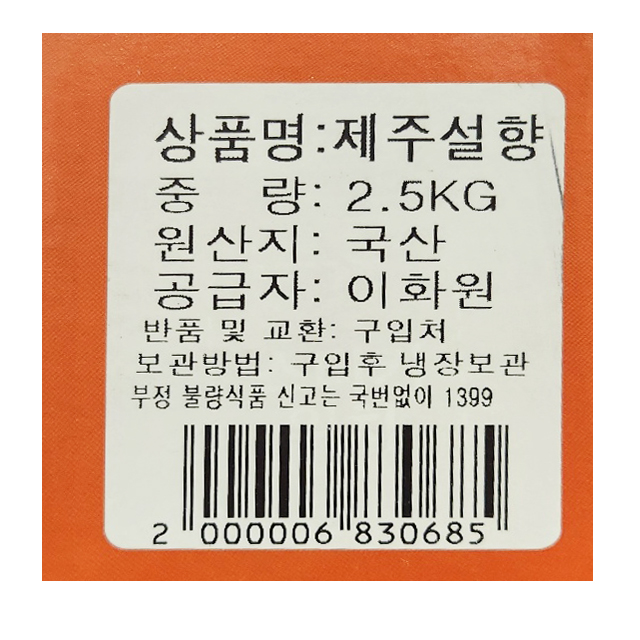 상품명:제주설향
중 량: 2.5KG
원산지: 국산
공급자: 이화원
반품 및 교환: 구입처
보관방법: 구입후 냉장보관
부정 불량식품 신고는 국번없이 1399
2 000006 830685